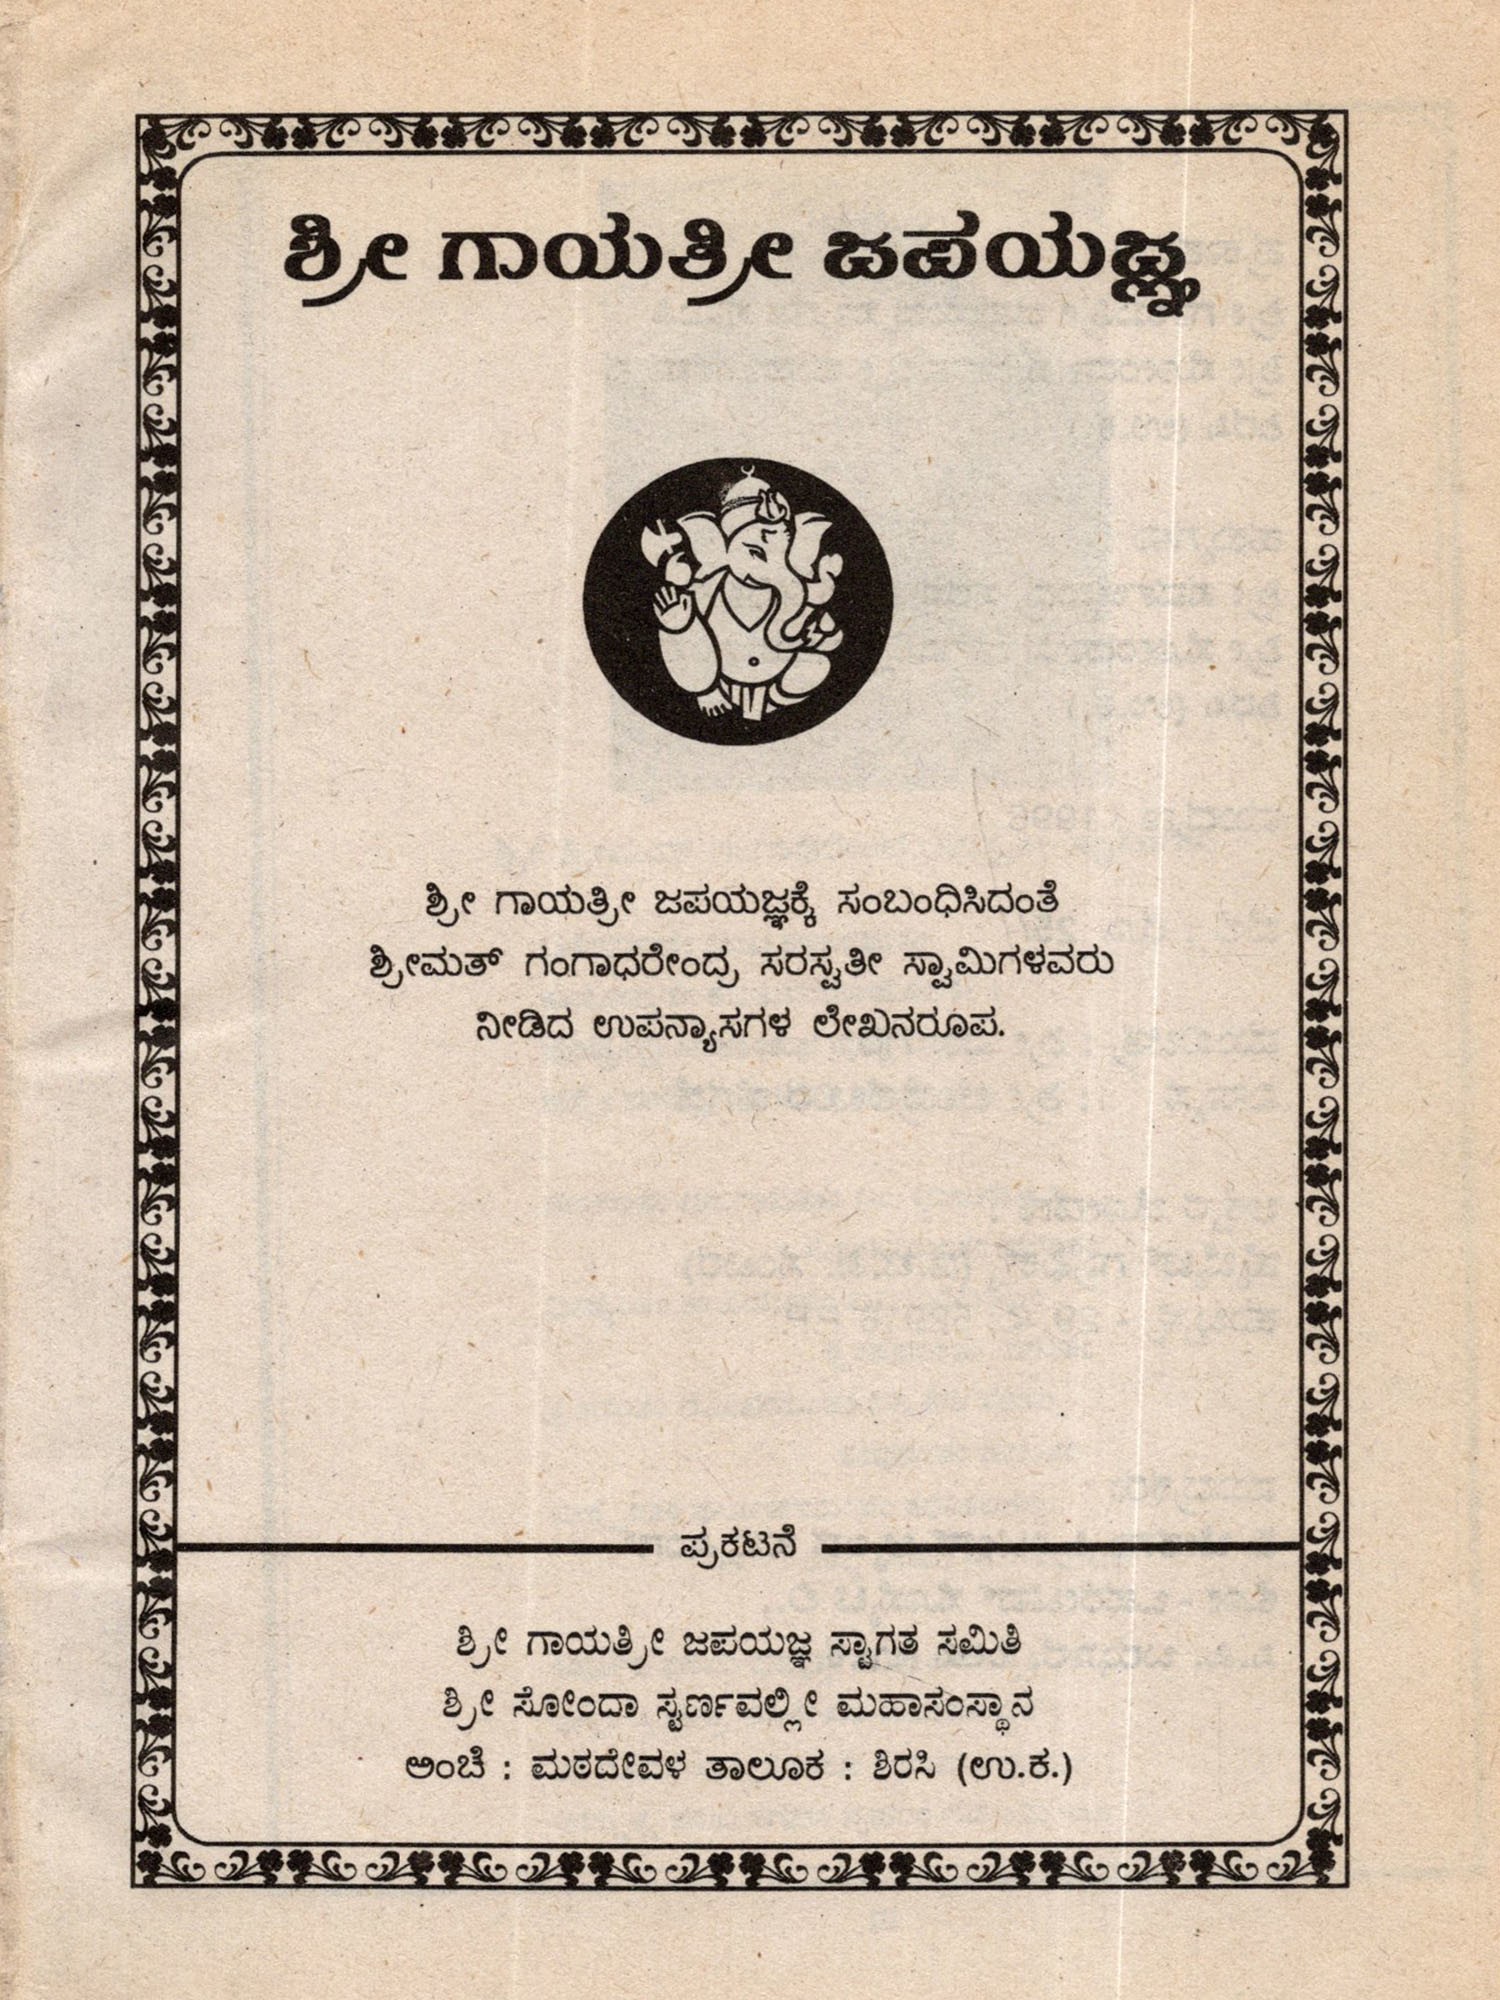 ಶ್ರೀ ಗಾಯತ್ರೀ ಜಪಯಜ್ಞ
ಶ್ರೀ ಗಾಯತ್ರೀ ಜಪಯಜ್ಞಕ್ಕೆ ಸಂಬಂಧಿಸಿದಂತೆ
ಶ್ರೀಮತ್ ಗಂಗಾಧರೇಂದ್ರ ಸರಸ್ವತೀ ಸ್ವಾಮಿಗಳವರು
ನೀಡಿದ ಉಪನ್ಯಾಸಗಳ ಲೇಖನರೂಪ.
ಪ್ರಕಟನೆ
ಶ್ರೀ ಗಾಯತ್ರೀ ಜಪಯಜ್ಞ ಸ್ವಾಗತ ಸಮಿತಿ
ಶ್ರೀ ಸೋಂದಾ ಸ್ವರ್ಣವಲ್ಲೀ ಮಹಾಸಂಸ್ಥಾನ
ಅಂಚೆ : ಮಠದೇವಳ ತಾಲೂಕ : ಶಿರಸಿ (ಉ.ಕ.)